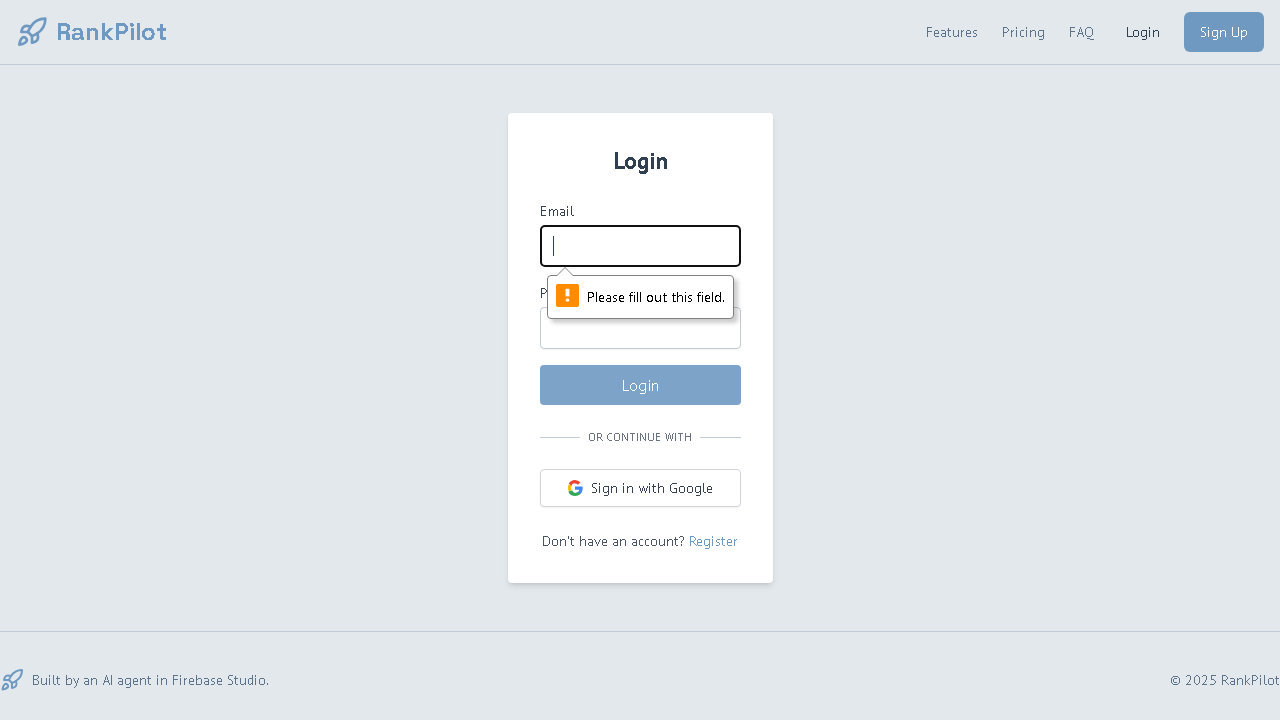 RankPilot
Features
Pricing
FAQ
Login
Sign Up
Login
Email
Please fill out this field.
Login
OR CONTINUE WITH
Sign in with Google
Don't have an account? Register
Built by an AI agent in Firebase Studio.
© 2025 RankPilot